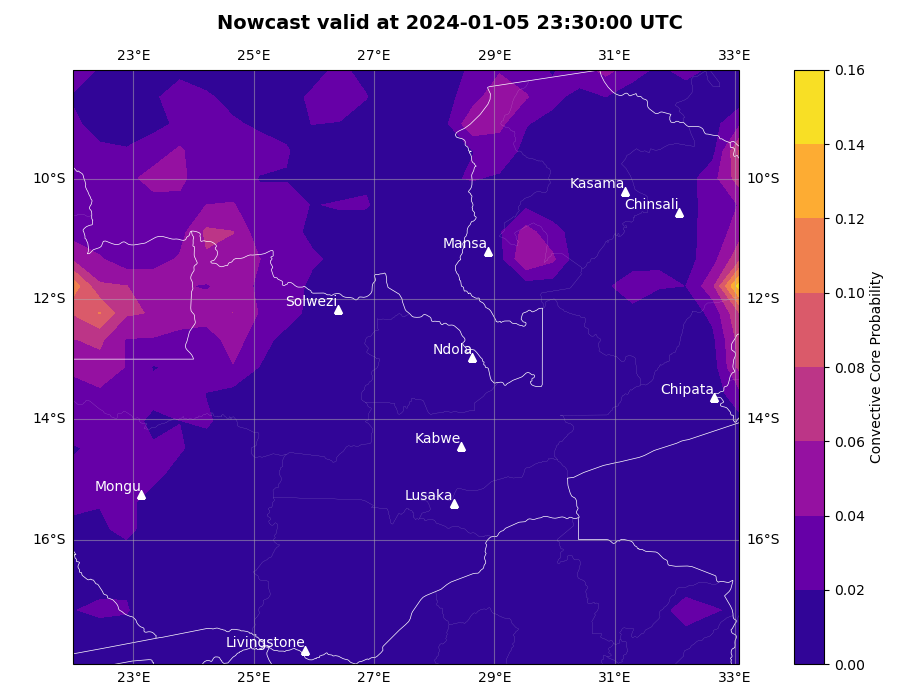 Nowcast valid at 2024-01-05 23:30:00 UTC
23°E 25°E 27°E 29°E 31°E 33°E
0.16
0.14
10°S Kasama 10°S
Chinsali
0.12
Mansa
0.10
12°S Solwezi 12°S
Ndola
0.08
Chipata
14°S 14°S
Kabwe
0.06
Mongu
Lusaka
0.04
16°S 16°S
0.02
Livingstone
0.00
23°E 25°E 27°E 29°E 31°E 33°E
Convective Core Probability